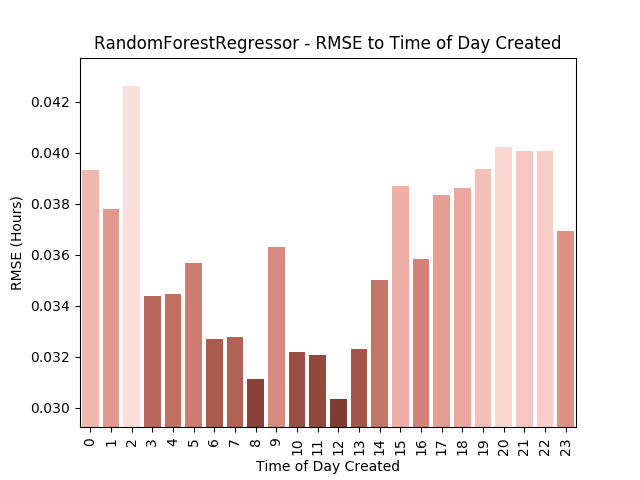 RandomForestRegressor - RMSE to Time of Day Created
RMSE (Hours)
0.042
0.040
0.038
0.036
0.034
0.032
0.030
0 1 2 3 4 5 6 7 8 9 10 11 12 13 14 15 16 17 18 19 20 21 22 23
Time of Day Created